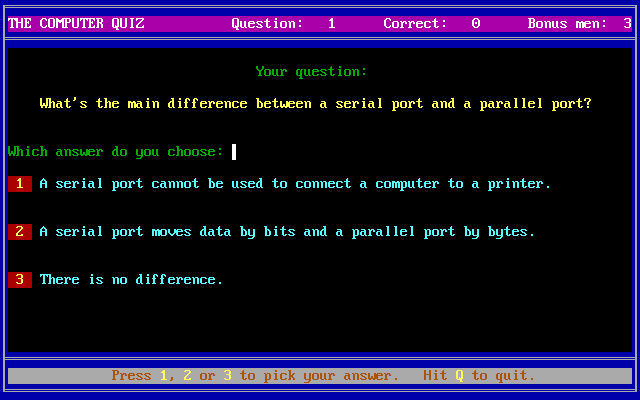 THE COMPUTER QUIZ Question: 1 Correct: 0 Bonus men: 3
Your question:
What's the main difference between a serial port and a parallel port?
Which answer do you choose:
1 A serial port cannot be used to connect a computer to a printer.
2 A serial port moves data by bits and a parallel port by bytes.
3 There is no difference.
Press 1, 2 or 3 to pick your answer. Hit Q to quit.